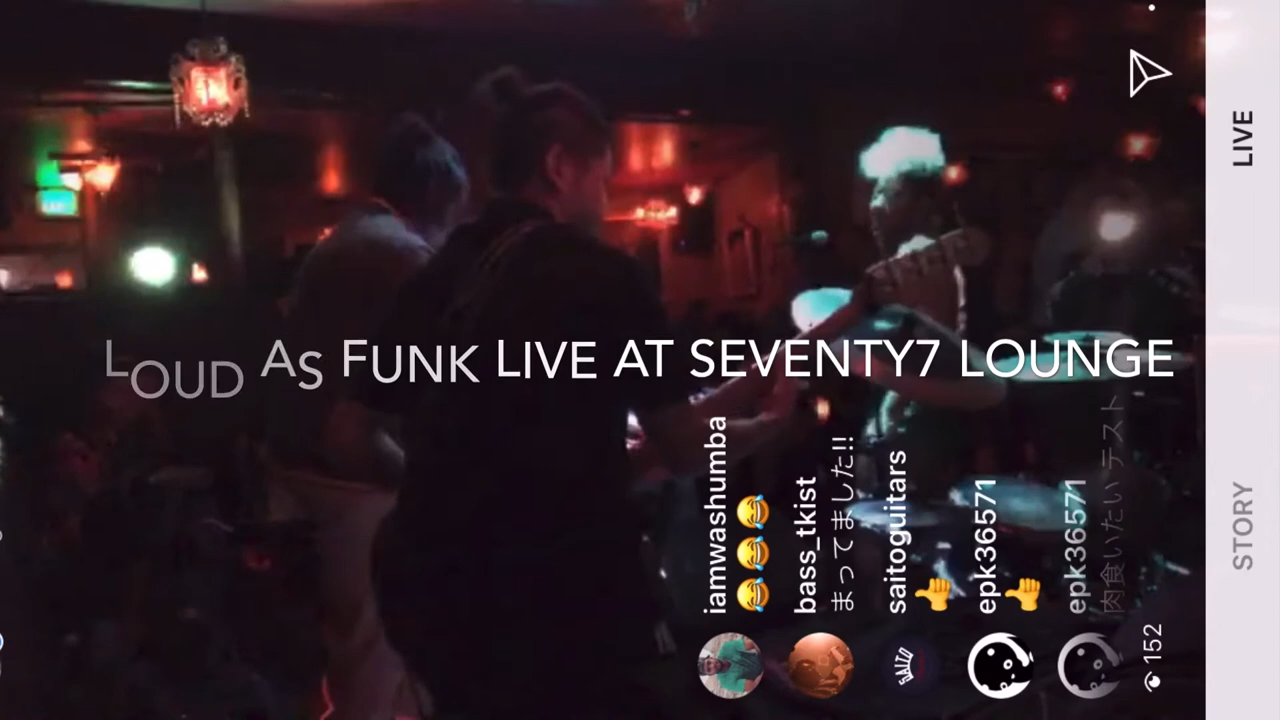 LOUD AS FUNK LIVE AT SEVENTY7 LOUNGE
iamwashumba
😂😂😂
bass_tkist
まってました!!
saitoguitars
👍
epk36571
👍
epk36571
肉食いたい テスト
152
STORY
LIVE
SAITO